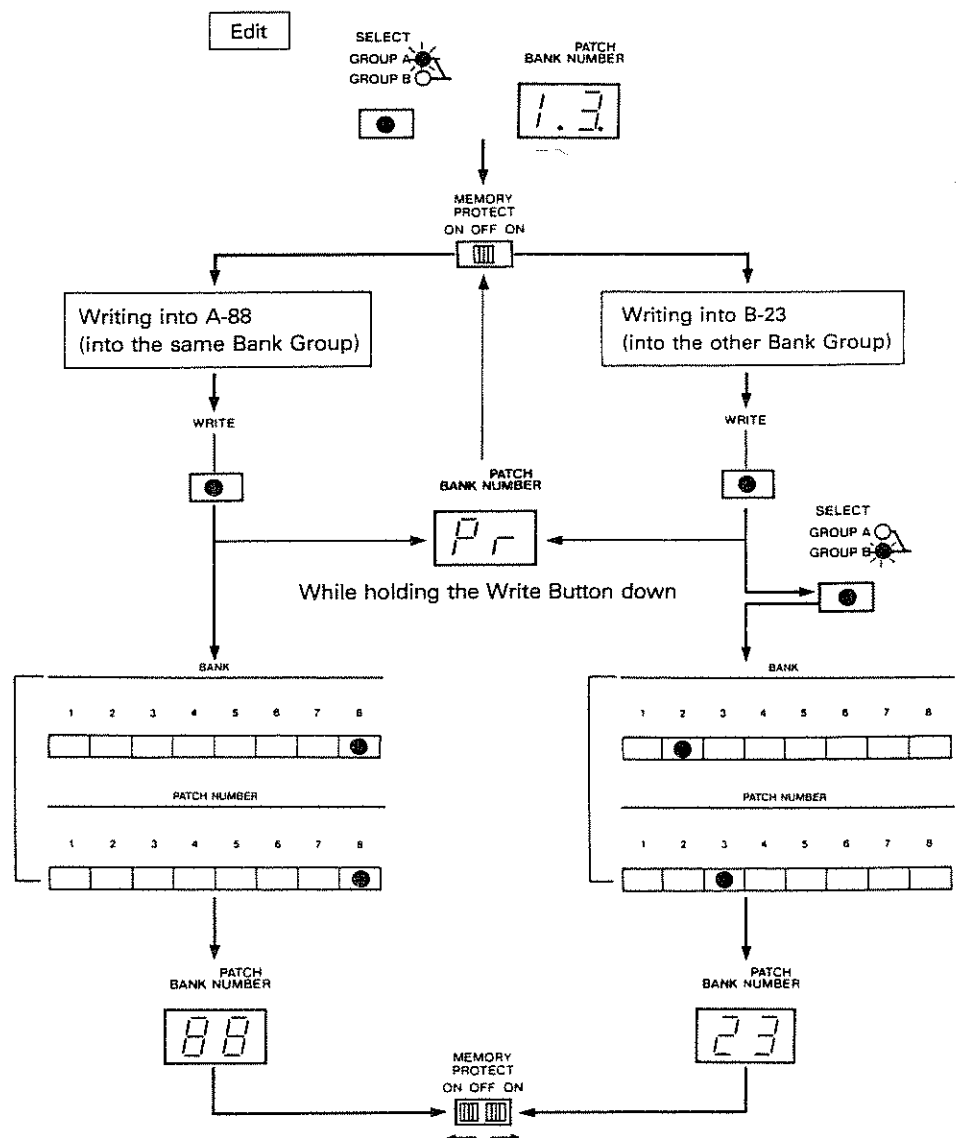 Edit
SELECT
GROUP A
GROUP B
PATCH
BANK NUMBER
1.3.
MEMORY
PROTECT
ON OFF ON
Writing into A-88
(into the same Bank Group)
Writing into B-23
(into the other Bank Group)
WRITE
WRITE
PATCH
BANK NUMBER
Pr
While holding the Write Button down
SELECT
GROUP A
GROUP B
BANK
1 2 3 4 5 6 7 8
PATCH NUMBER
1 2 3 4 5 6 7 8
BANK
1 2 3 4 5 6 7 8
PATCH NUMBER
1 2 3 4 5 6 7 8
PATCH
BANK NUMBER
88
PATCH
BANK NUMBER
23
MEMORY
PROTECT
ON OFF ON